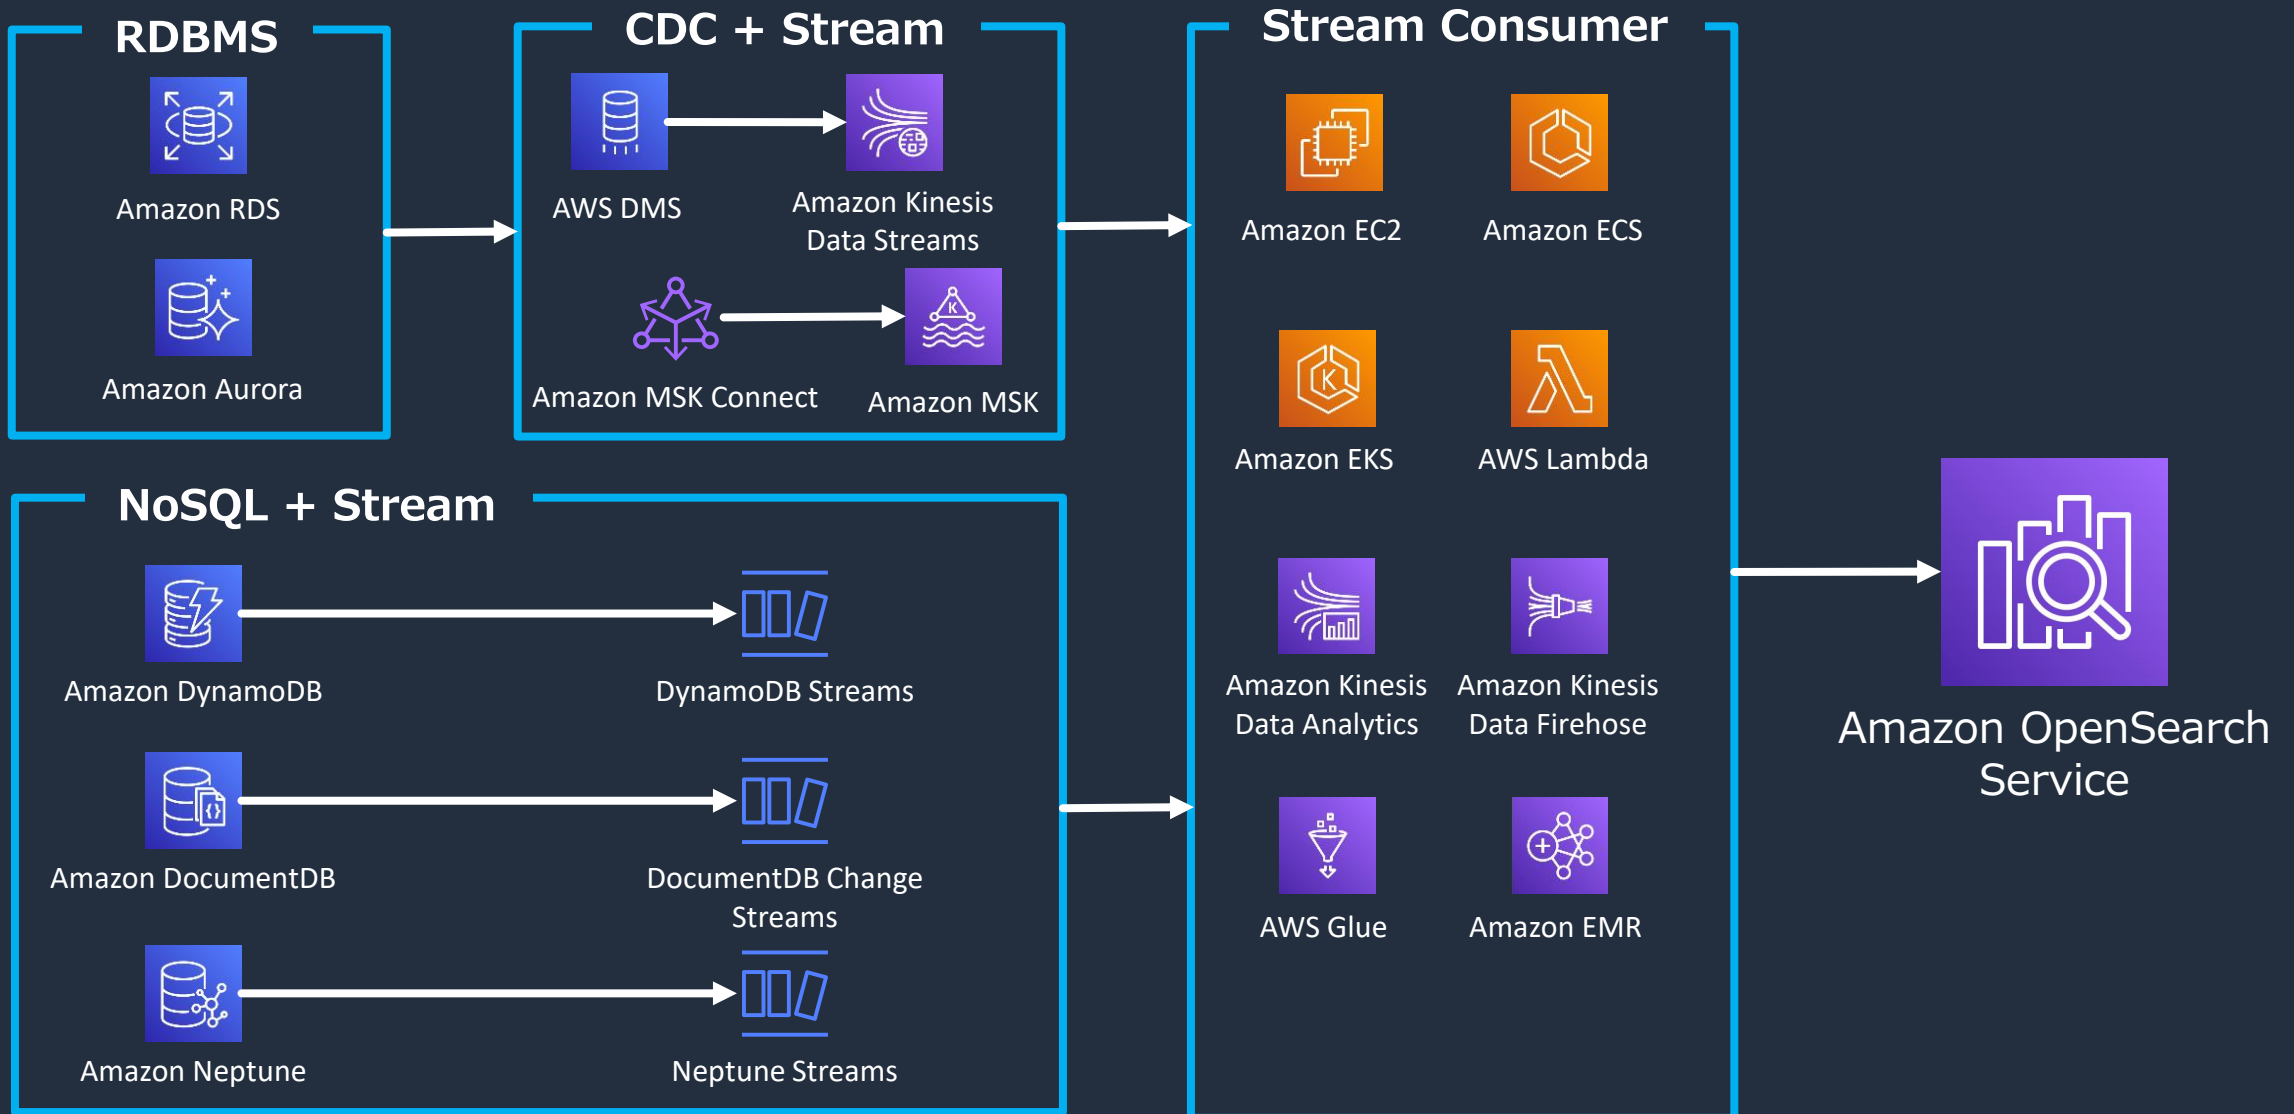 RDBMS
Amazon RDS
Amazon Aurora
CDC + Stream
AWS DMS
Amazon Kinesis
Data Streams
Amazon MSK Connect
K
Amazon MSK
NoSQL + Stream
Amazon DynamoDB
DynamoDB Streams
{}
Amazon DocumentDB
DocumentDB Change
Streams
Amazon Neptune
Neptune Streams
Stream Consumer
Amazon EC2
Amazon ECS
K
Amazon EKS
AWS Lambda
Amazon Kinesis
Data Analytics
Amazon Kinesis
Data Firehose
AWS Glue
Amazon EMR
Amazon OpenSearch
Service